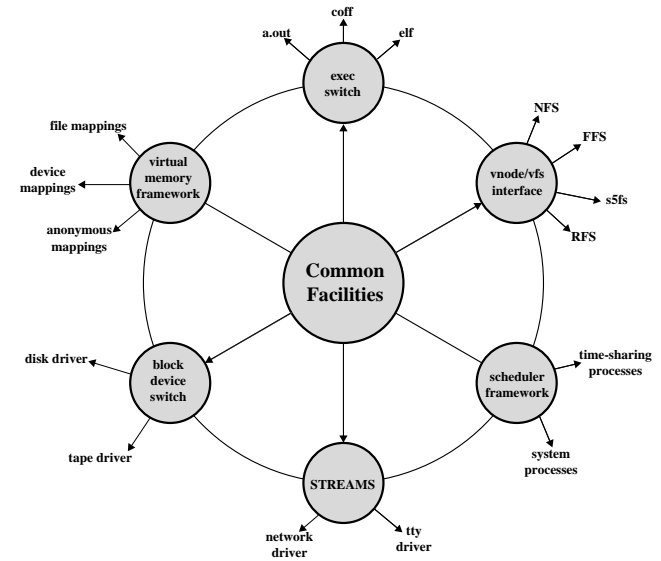 coff
a.out
elf
exec
switch
file mappings
device
mappings
anonymous
mappings
virtual
memory
framework
NFS
FFS
s5fs
RFS
vnode/vfs
interface
Common
Facilities
disk driver
tape driver
block
device
switch
time-sharing
processes
scheduler
framework
system
processes
STREAMS
network
driver
tty
driver